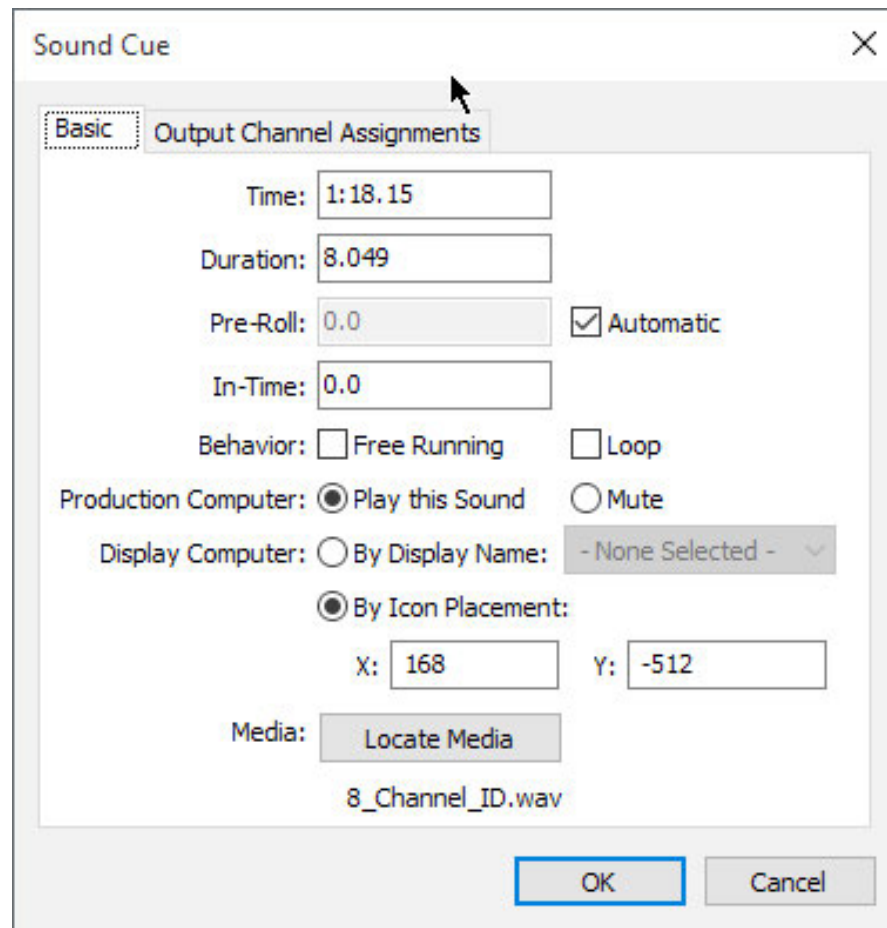 Sound Cue
Basic Output Channel Assignments
Time: 1:18.15
Duration: 8.049
Pre-Roll: 0.0 Automatic
In-Time: 0.0
Behavior: Free Running Loop
Production Computer: Play this Sound Mute
Display Computer: By Display Name: - None Selected -
By Icon Placement:
X: 168 Y: -512
Media: Locate Media
8_Channel_ID.wav
OK Cancel